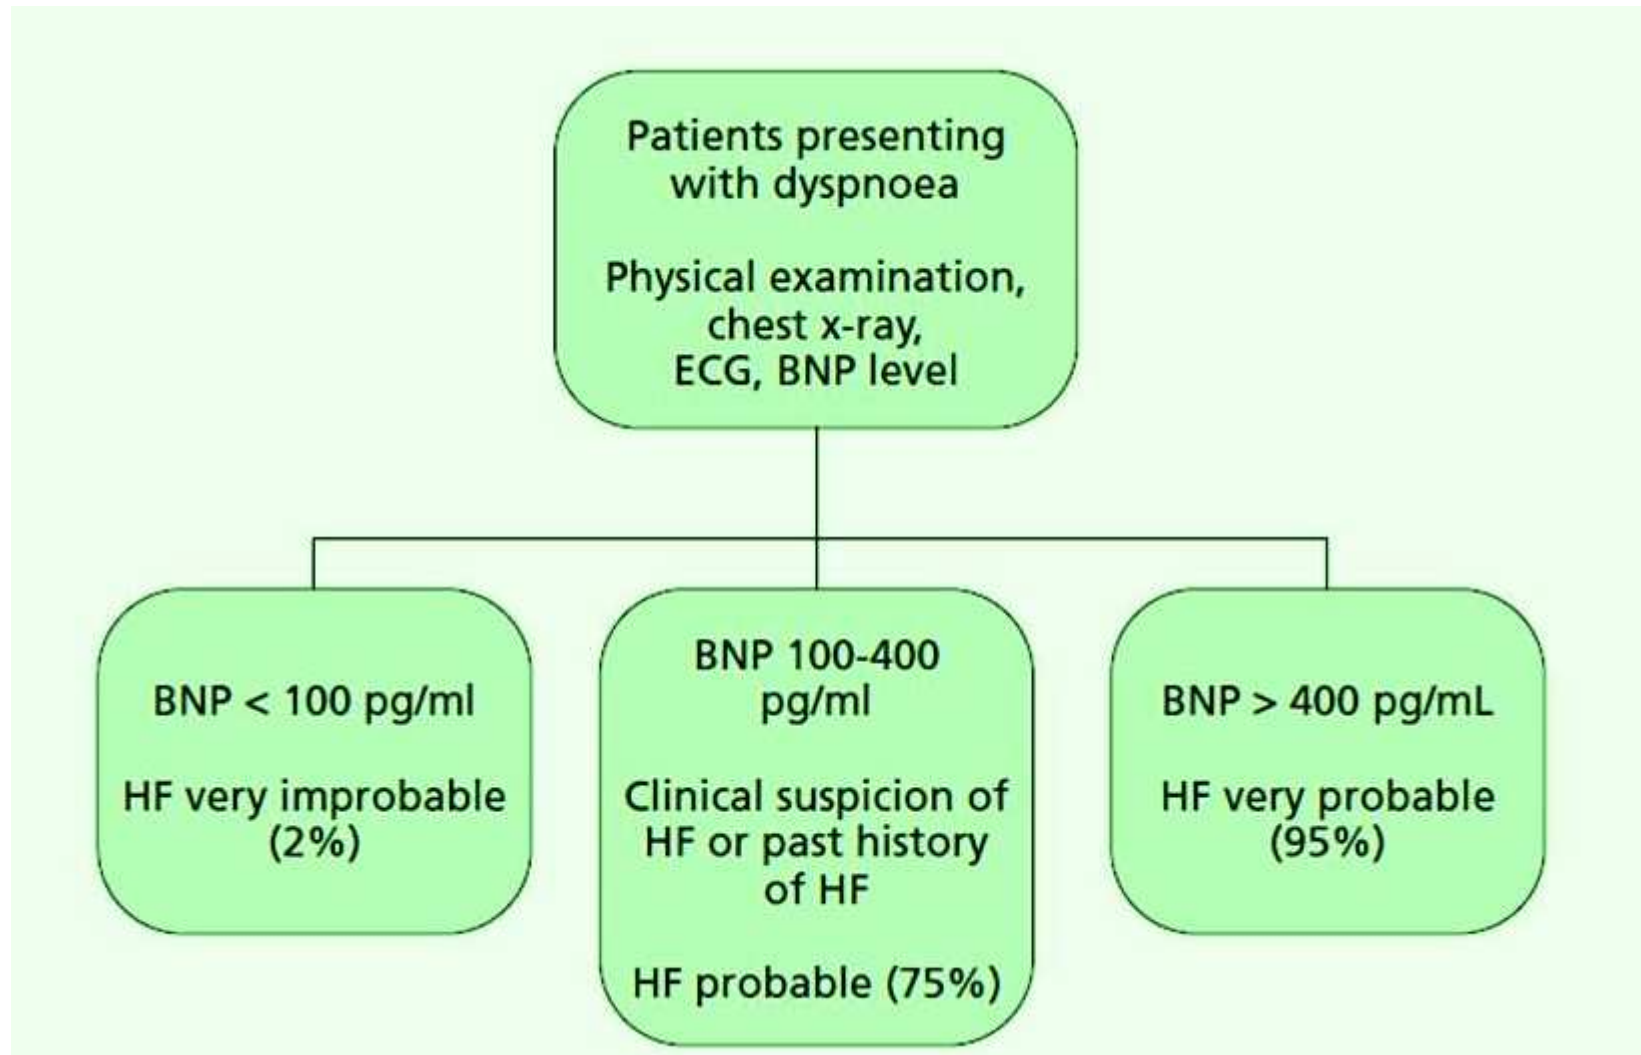 Patients presenting
with dyspnoea
Physical examination,
chest x-ray,
ECG, BNP level
BNP < 100 pg/ml
HF very improbable
(2%)
BNP 100-400
pg/ml
Clinical suspicion of
HF or past history
of HF
HF probable (75%)
BNP > 400 pg/mL
HF very probable
(95%)